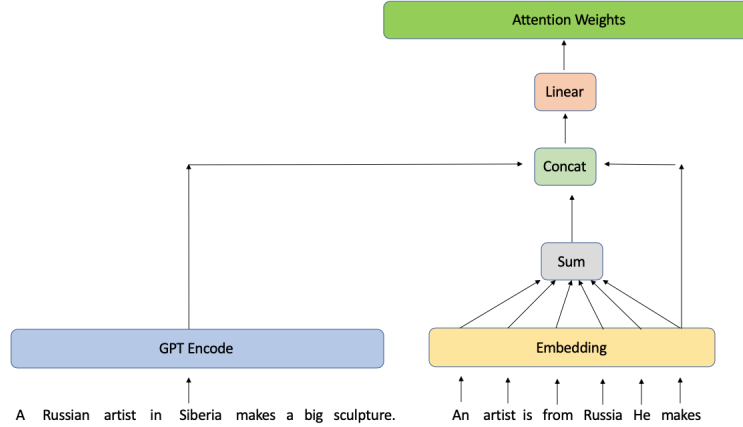 Attention Weights
Linear
Concat
Sum
GPT Encode
Embedding
A Russian artist in Siberia makes a big sculpture.
An artist is from Russia He makes